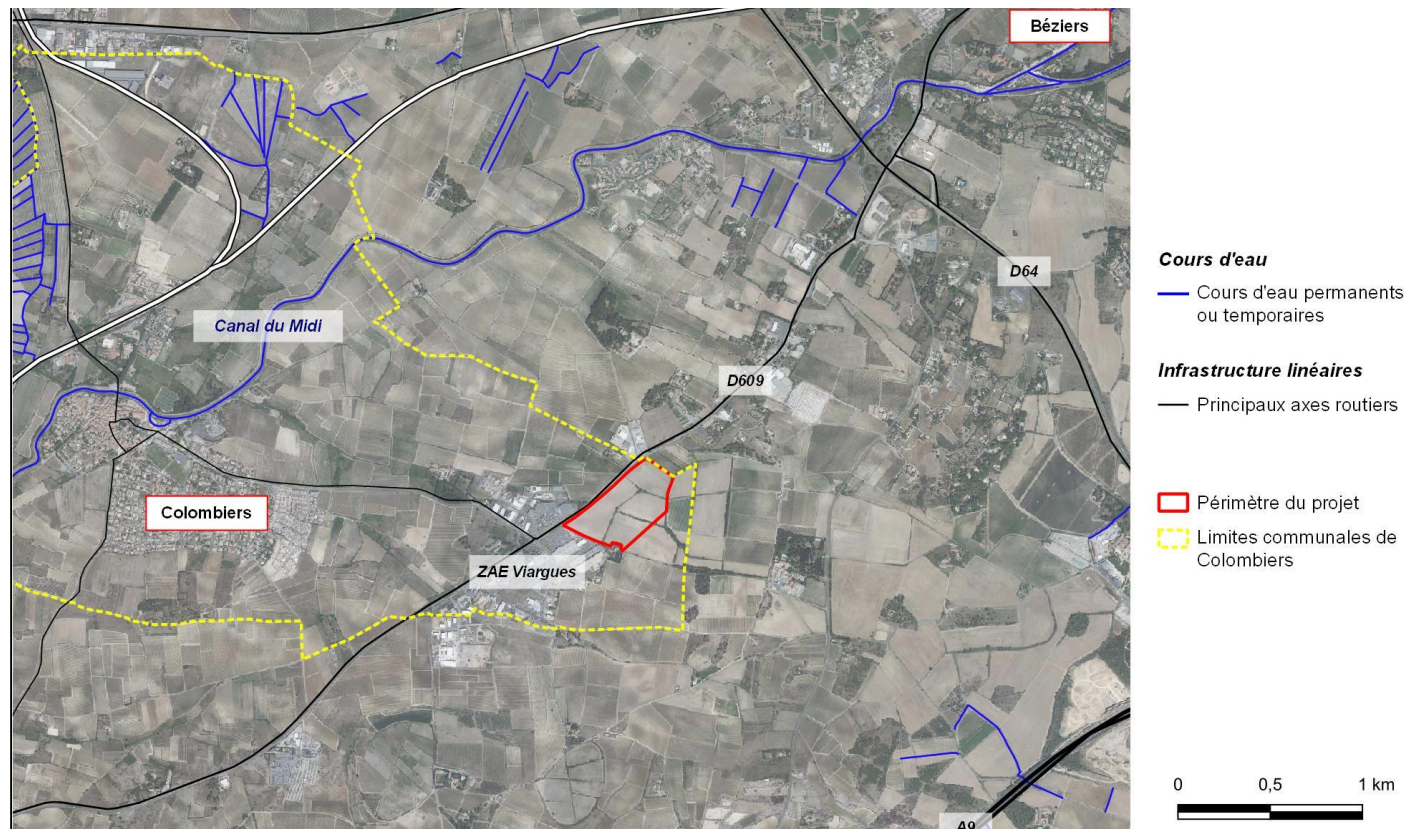 Béziers
D64
Canal du Midi
D609
Colombiers
ZAE Viargues
A9
Cours d'eau
Cours d'eau permanents
ou temporaires
Infrastructure linéaires
Principaux axes routiers
Périmètre du projet
Limites communales de
Colombiers
0 0,5 1 km